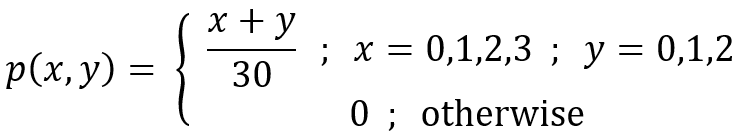 p(x,y) = { (x + y)/30 ; x = 0,1,2,3 ; y = 0,1,2
0 ; otherwise